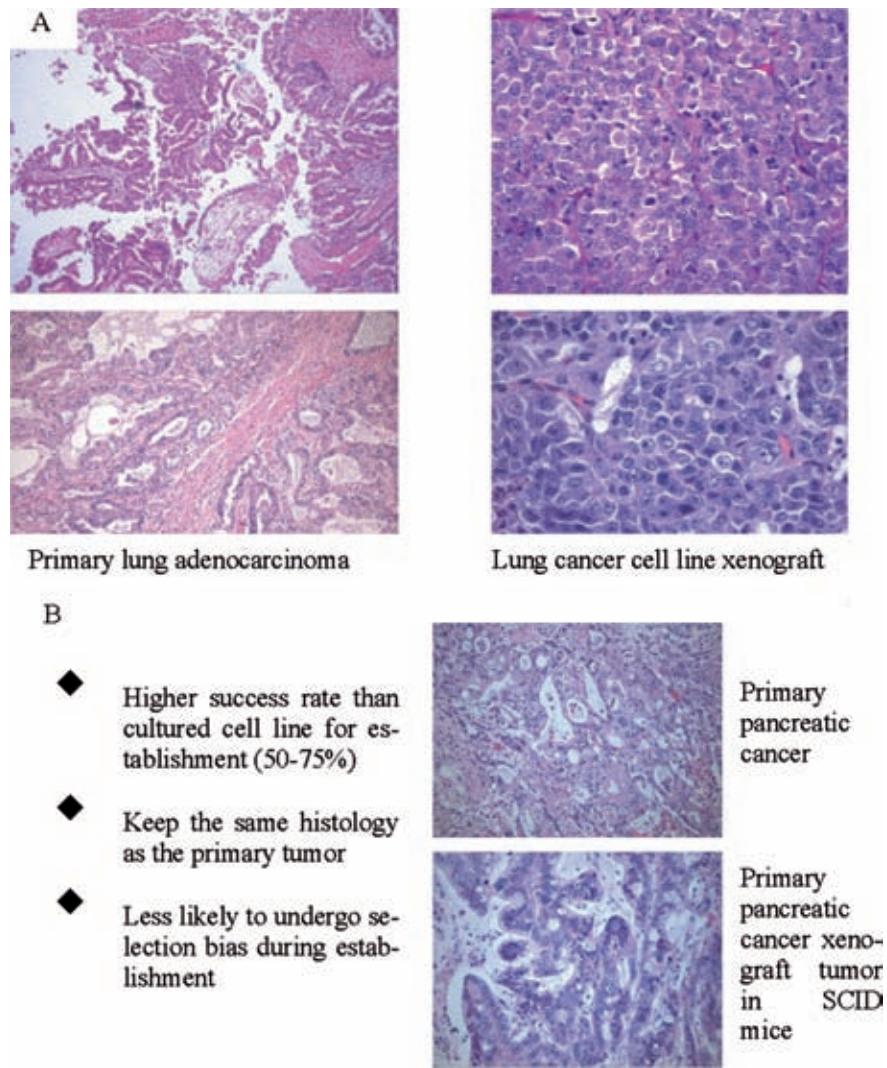 A
Primary lung adenocarcinoma
Lung cancer cell line xenograft
B
◆ Higher success rate than
cultured cell line for es-
tablishment (50-75%)
◆ Keep the same histology
as the primary tumor
◆ Less likely to undergo se-
lection bias during estab-
lishment
Primary
pancreatic
cancer
Primary
pancreatic
cancer xeno-
graft tumor
in SCID
mice